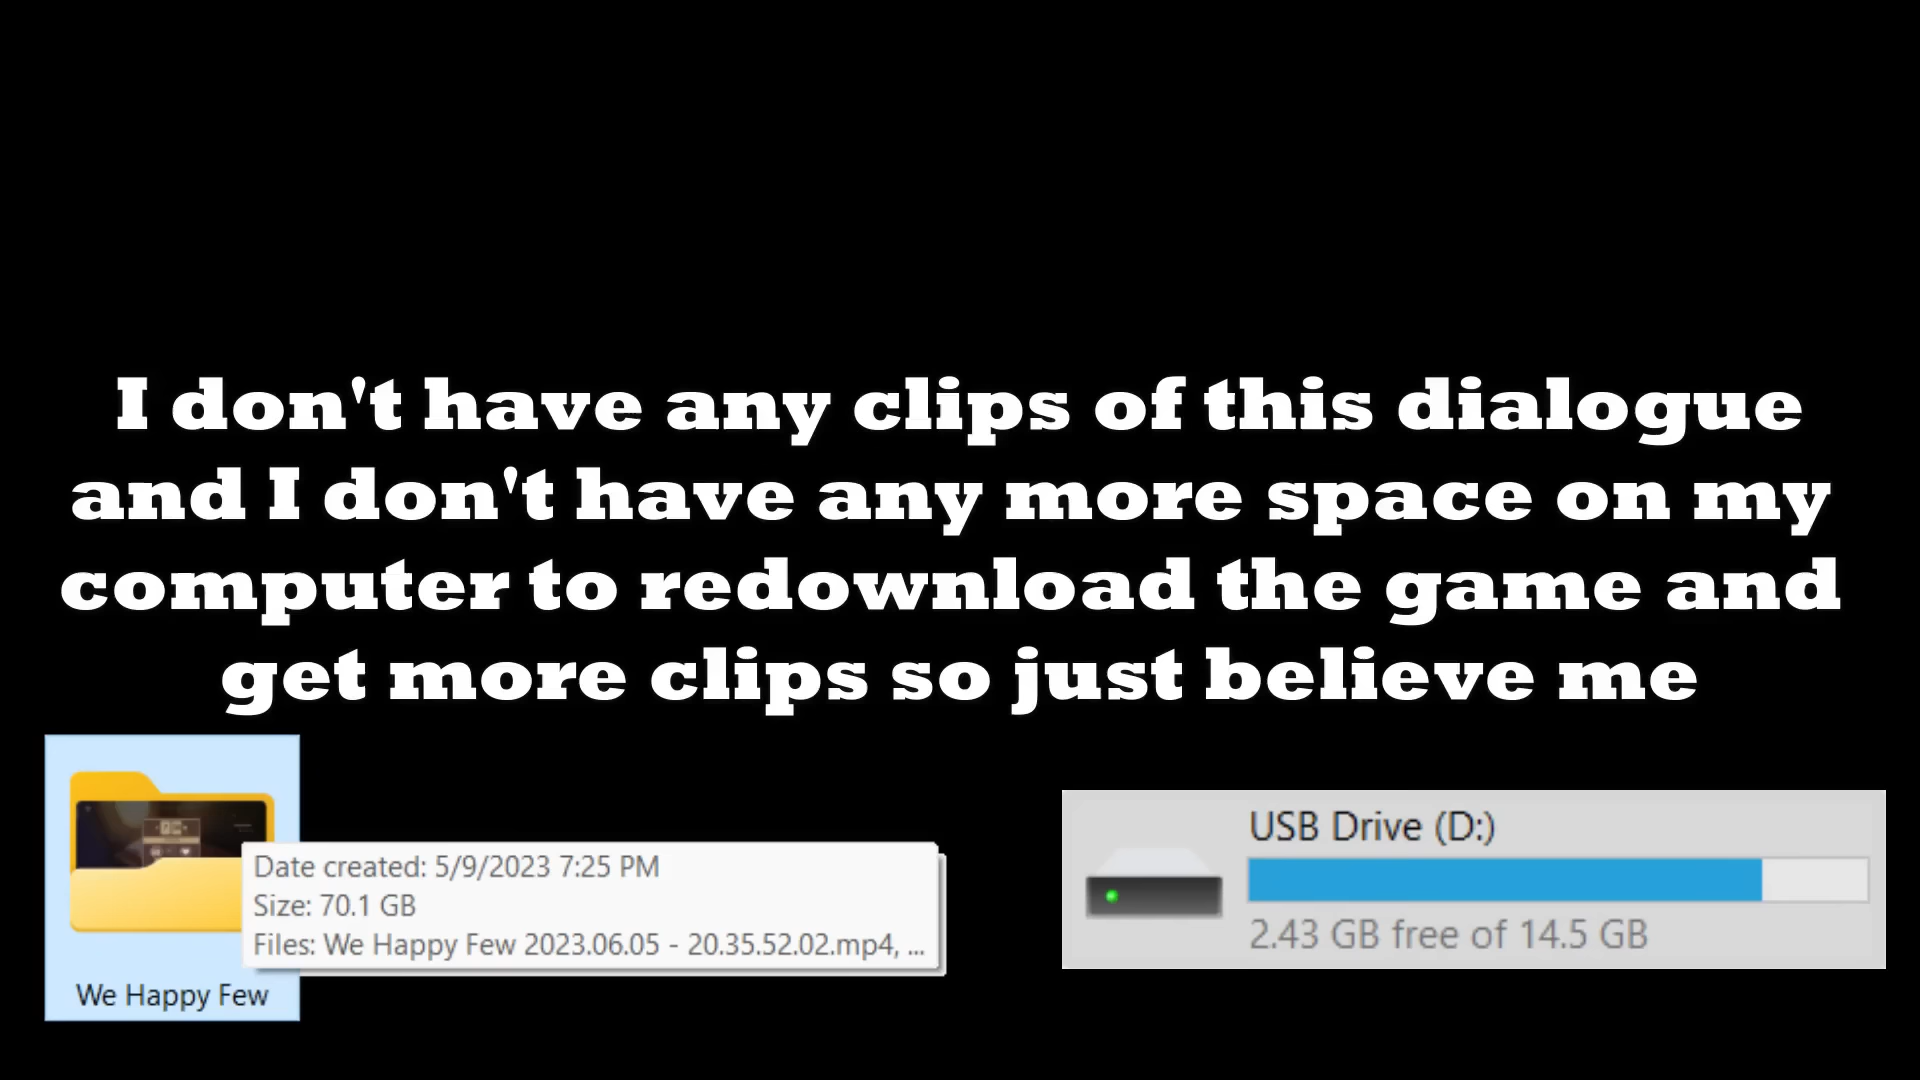 I don't have any clips of this dialogue
and I don't have any more space on my
computer to redownload the game and
get more clips so just believe me
Date created: 5/9/2023 7:25 PM
Size: 70.1 GB
Files: We Happy Few 2023.06.05 - 20.35.52.02.mp4, ...
We Happy Few
USB Drive (D:)
2.43 GB free of 14.5 GB